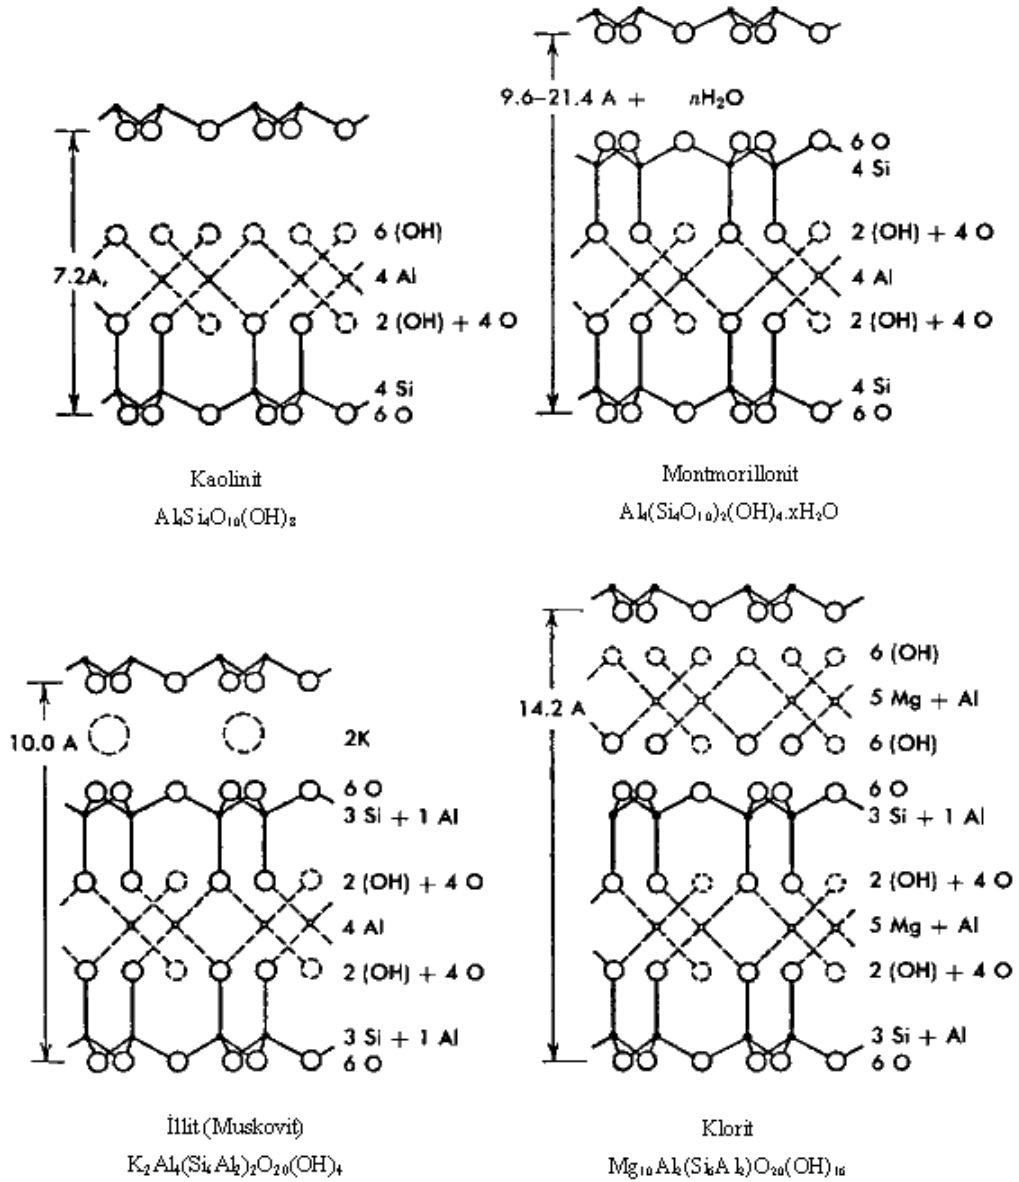 7.2A,
6 (OH)
4 Al
2 (OH) + 4 O
4 Si
6 O
Kaolinit
Al₄Si₄O₁₀(OH)₈
9.6–21.4 A + nH₂O
6 O
4 Si
2 (OH) + 4 O
4 Al
2 (OH) + 4 O
4 Si
6 O
Montmorillonit
Al₄(Si₄O₁₀)₂(OH)₄.xH₂O
10.0 A
2K
6 O
3 Si + 1 Al
2 (OH) + 4 O
4 Al
2 (OH) + 4 O
3 Si + 1 Al
6 O
İllit (Muskovit)
K₂Al₄(Si₆Al₂)₂O₂₀(OH)₄
14.2 A
6 (OH)
5 Mg + Al
6 (OH)
6 O
3 Si + 1 Al
2 (OH) + 4 O
5 Mg + Al
2 (OH) + 4 O
3 Si + Al
6 O
Klorit
Mg₁₀Al₂(Si₆Al₂)O₂₀(OH)₁₆